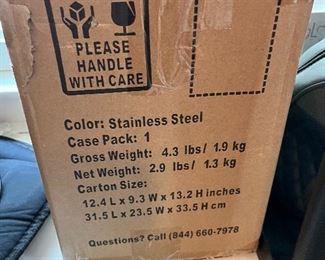 PLEASE
HANDLE
WITH CARE
Color: Stainless Steel
Case Pack: 1
Gross Weight: 4.3 lbs/ 1.9 kg
Net Weight: 2.9 lbs/ 1.3 kg
Carton Size:
12.4 L x 9.3 W x 13.2 H inches
31.5 L x 23.5 W x 33.5 H cm
Questions? Call (844) 660-7978